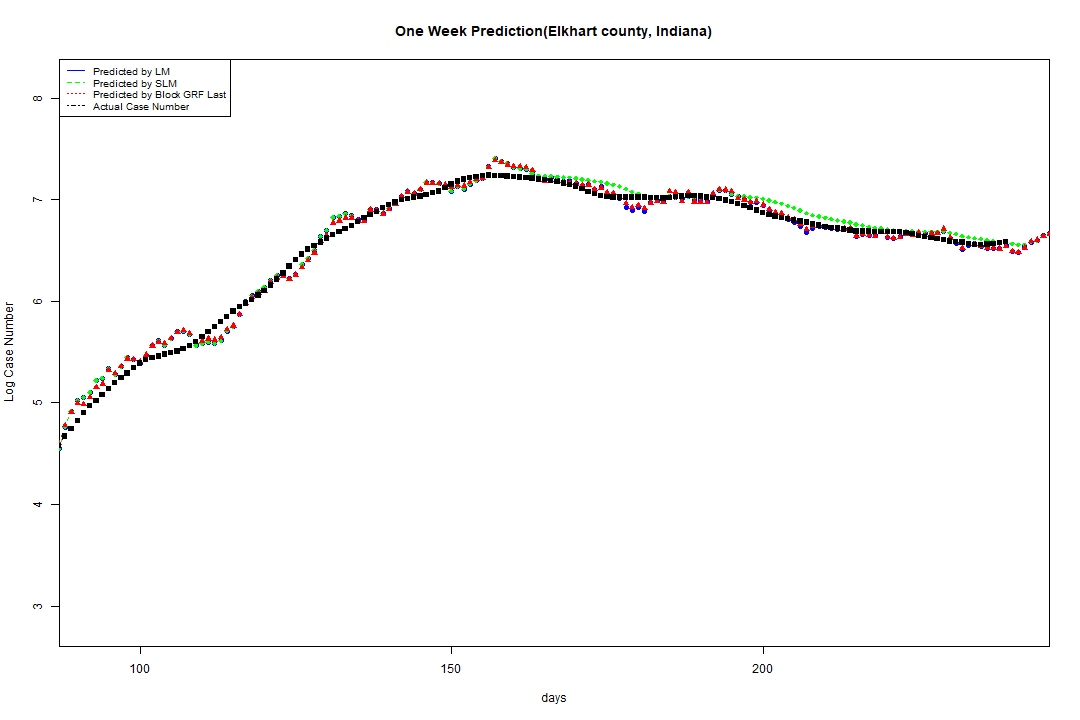 One Week Prediction(Elkhart county, Indiana)
Predicted by LM
Predicted by SLM
Predicted by Block GRF Last
Actual Case Number
8
7
6
5
4
3
Log Case Number
100 150 200
days